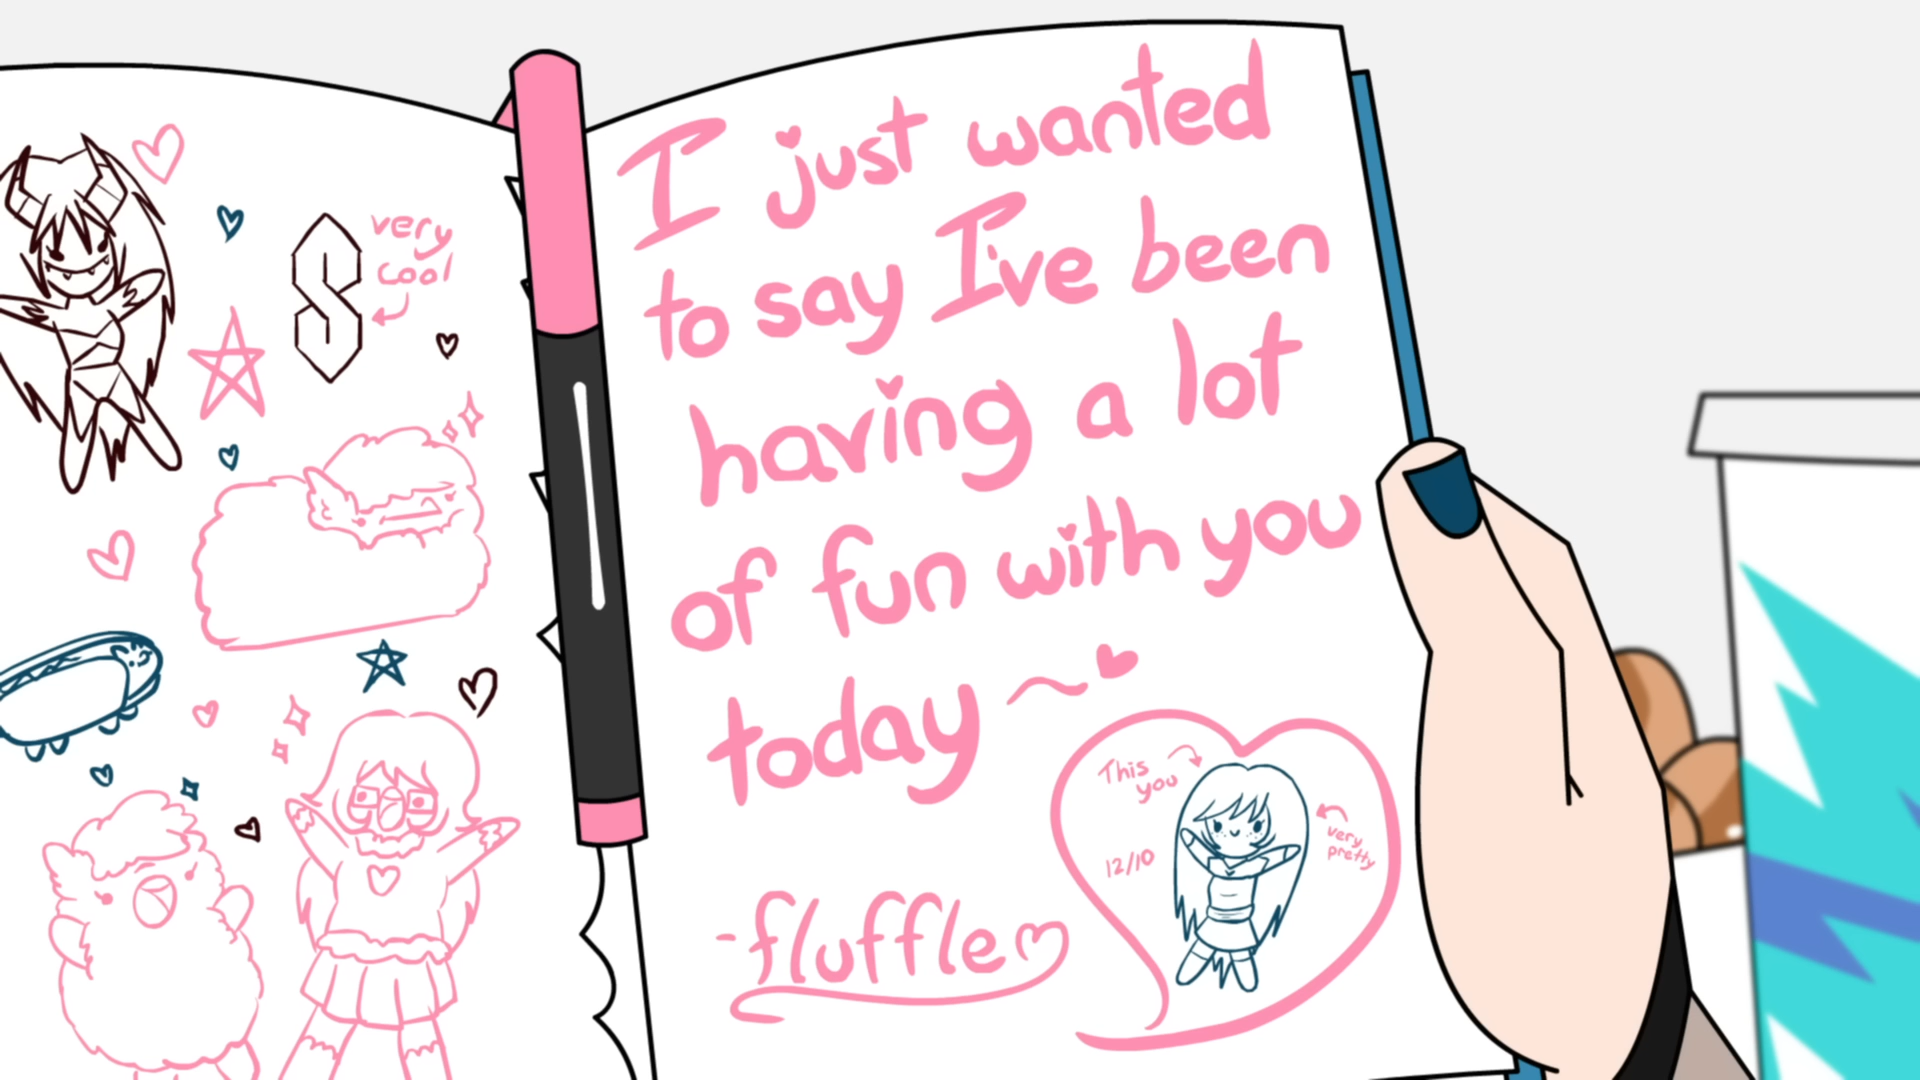 very
cool
I just wanted
to say I've been
having a lot
of fun with you
today ~♥
This
you
very
pretty
12/10
-fluffle♡